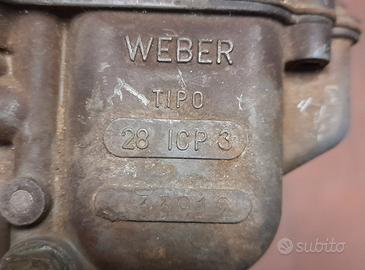 WEBER
TIPO
28 ICP 3
subito